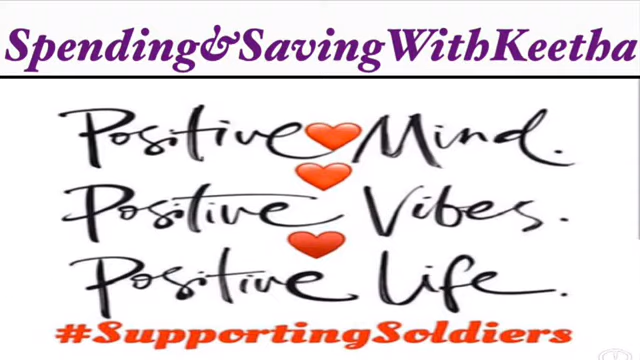 Spending&SavingWithKeetha
Positive ❤️ Mind.
Positive Vibes.
Positive Life.
#SupportingSoldiers